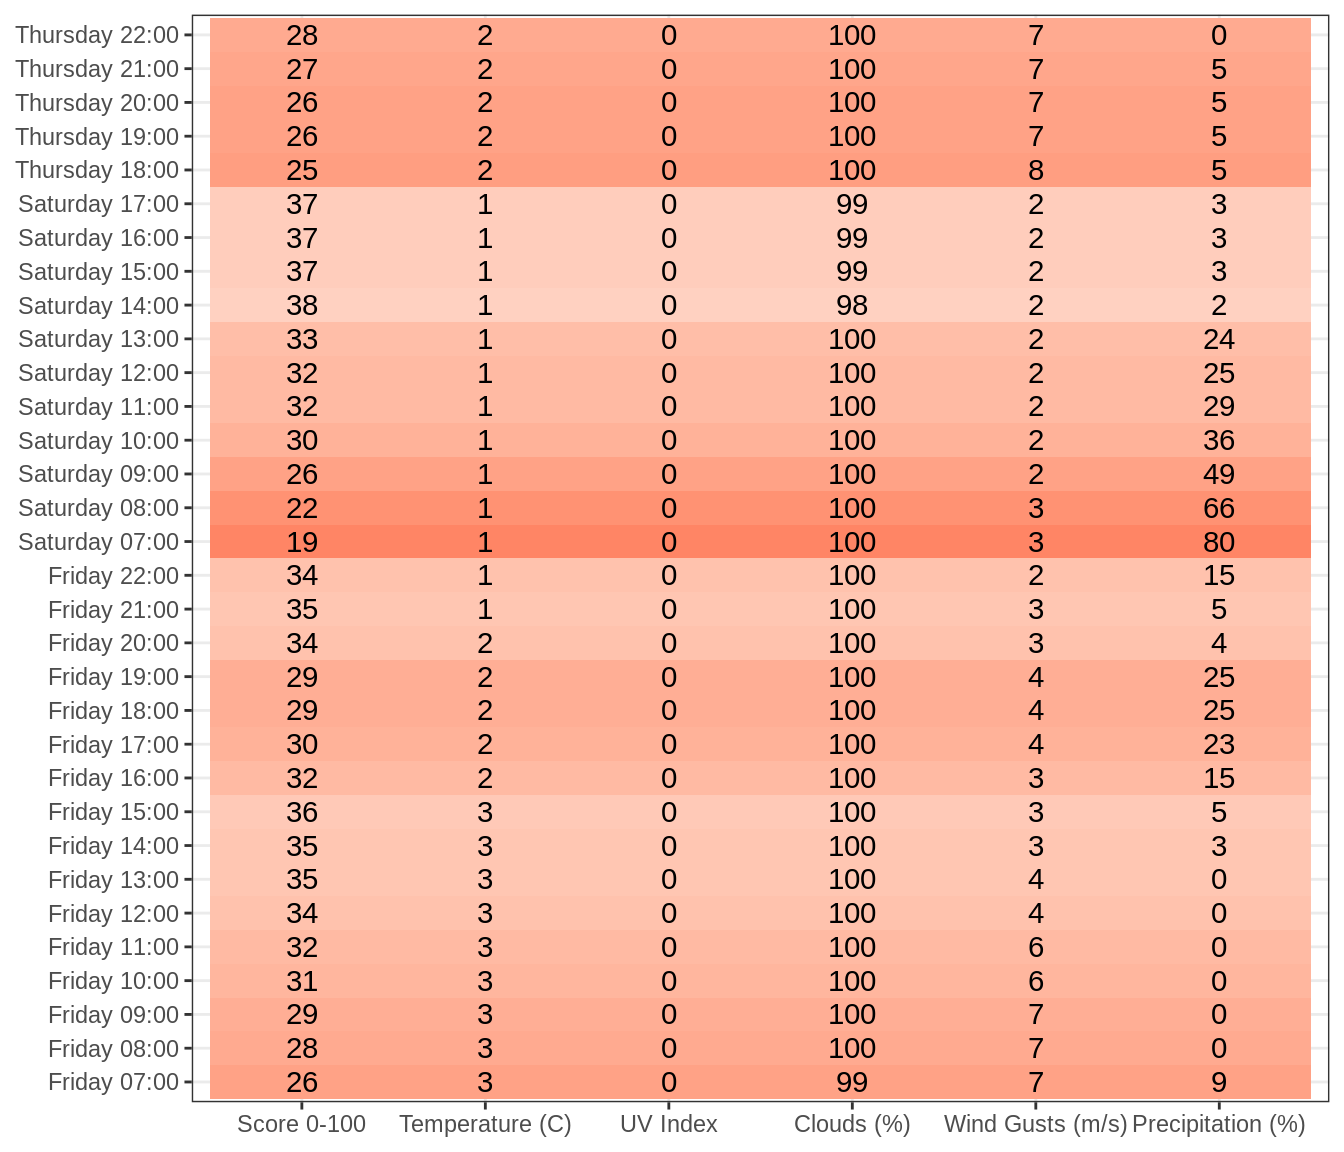 Thursday 22:00 28 2 0 100 7 0
Thursday 21:00 27 2 0 100 7 5
Thursday 20:00 26 2 0 100 7 5
Thursday 19:00 26 2 0 100 7 5
Thursday 18:00 25 2 0 100 8 5
Saturday 17:00 37 1 0 99 2 3
Saturday 16:00 37 1 0 99 2 3
Saturday 15:00 37 1 0 99 2 3
Saturday 14:00 38 1 0 98 2 2
Saturday 13:00 33 1 0 100 2 24
Saturday 12:00 32 1 0 100 2 25
Saturday 11:00 32 1 0 100 2 29
Saturday 10:00 30 1 0 100 2 36
Saturday 09:00 26 1 0 100 2 49
Saturday 08:00 22 1 0 100 3 66
Saturday 07:00 19 1 0 100 3 80
Friday 22:00 34 1 0 100 2 15
Friday 21:00 35 1 0 100 3 5
Friday 20:00 34 2 0 100 3 4
Friday 19:00 29 2 0 100 4 25
Friday 18:00 29 2 0 100 4 25
Friday 17:00 30 2 0 100 4 23
Friday 16:00 32 2 0 100 3 15
Friday 15:00 36 3 0 100 3 5
Friday 14:00 35 3 0 100 3 3
Friday 13:00 35 3 0 100 4 0
Friday 12:00 34 3 0 100 4 0
Friday 11:00 32 3 0 100 6 0
Friday 10:00 31 3 0 100 6 0
Friday 09:00 29 3 0 100 7 0
Friday 08:00 28 3 0 100 7 0
Friday 07:00 26 3 0 99 7 9
Score 0-100 Temperature (C) UV Index Clouds (%) Wind Gusts (m/s) Precipitation (%)